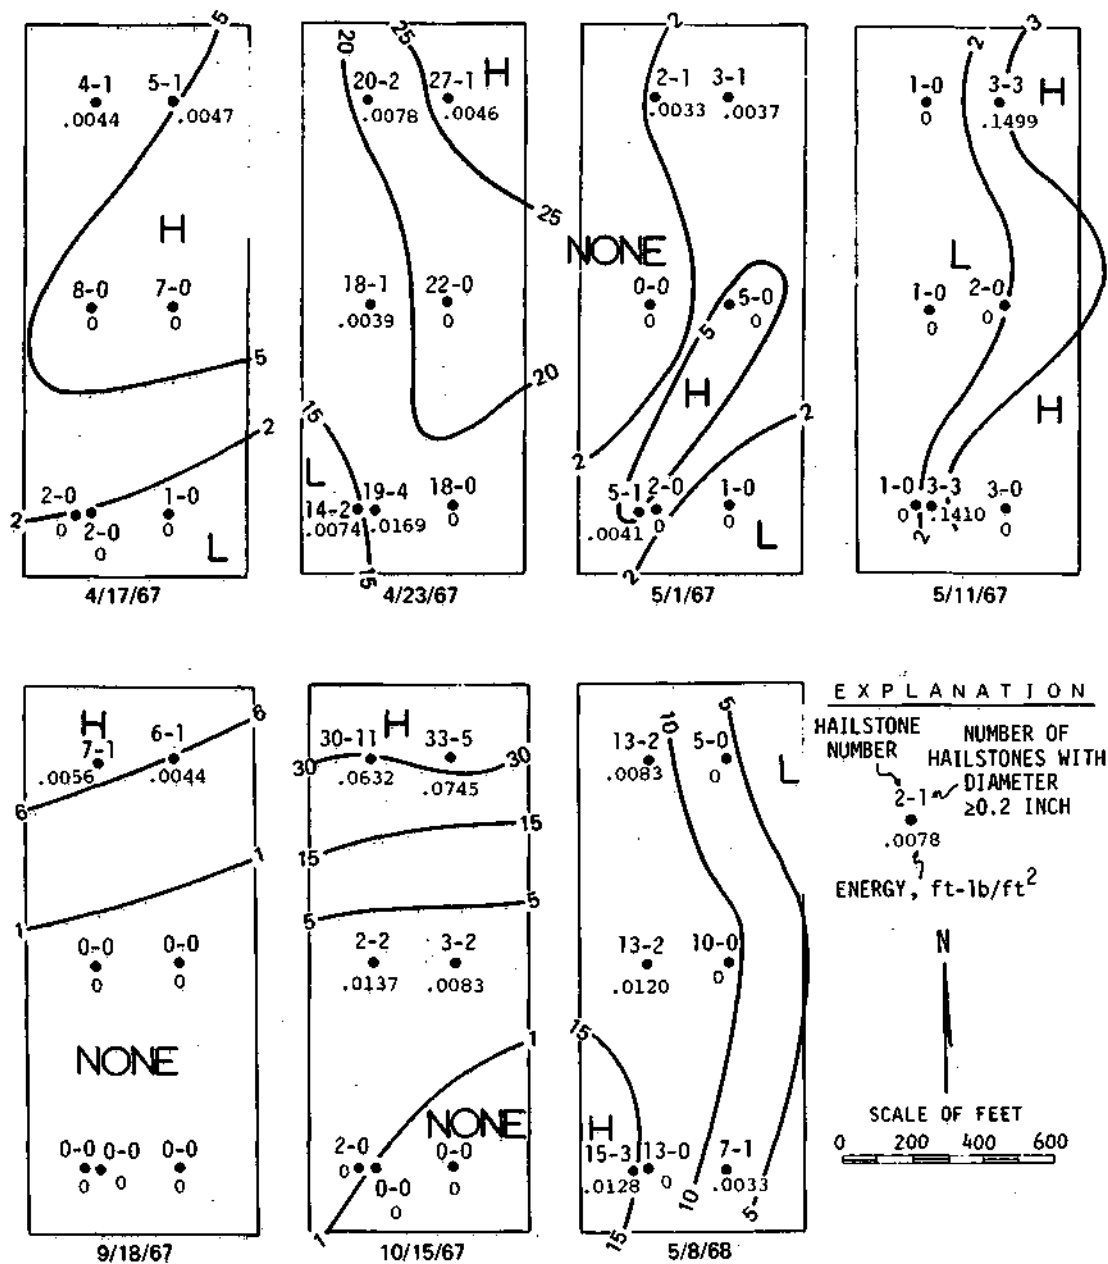 5
4-1 5-1
.0044 .0047
H
8-0 7-0
0 0
5
2
2-0 1-0
2 0 2-0 0
0
L
4/17/67
20 25
20-2 27-1 H
.0078 .0046
25
18-1 22-0
.0039 0
20
15
L
14-2 19-4 18-0
.0074 .0169 0
15
4/23/67
2
2-1 3-1
.0033 .0037
NONE
0-0 5-0
0 5 0
H
2
2
5-1 2-0 1-0
.0041 0 0
L
2
5/1/67
2 3
1-0 3-3 H
0 .1499
L
1-0 2-0
0 0
H
1-0 3-3 3-0
0 .1410 0
2
5/11/67
H 6
7-1 6-1
.0056 .0044
6
1
1
0-0 0-0
0 0
NONE
0-0 0-0 0-0
0 0 0
9/18/67
H
30-11 33-5
30 30
.0632 .0745
15
15
5
5
2-2 3-2
.0137 .0083
1
NONE
2-0 0-0
0 0-0 0
0
1
10/15/67
10 5
13-2 5-0
.0083 0 L
13-2 10-0
.0120 0
15
H
15-3 13-0 7-1
.0128 0 .0033
10 5
15
5/8/68
EXPLANATION
HAILSTONE NUMBER
NUMBER OF
HAILSTONES WITH
DIAMETER
≥0.2 INCH
2-1
.0078
ENERGY, ft-lb/ft2
N
SCALE OF FEET
0 200 400 600